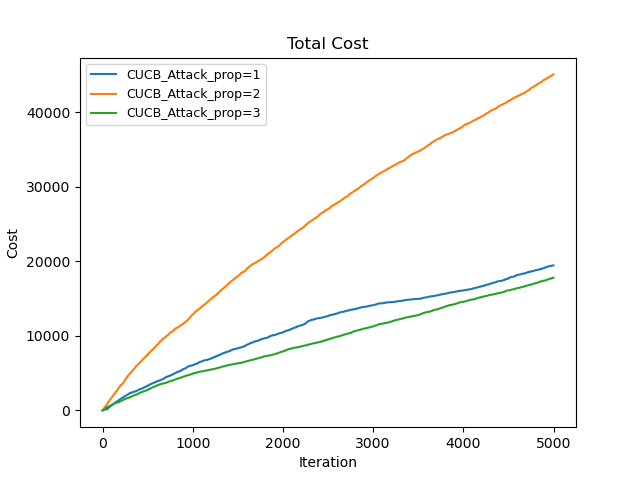 Total Cost
CUCB_Attack_prop=1
CUCB_Attack_prop=2
CUCB_Attack_prop=3
Cost
40000
30000
20000
10000
0
0 1000 2000 3000 4000 5000
Iteration